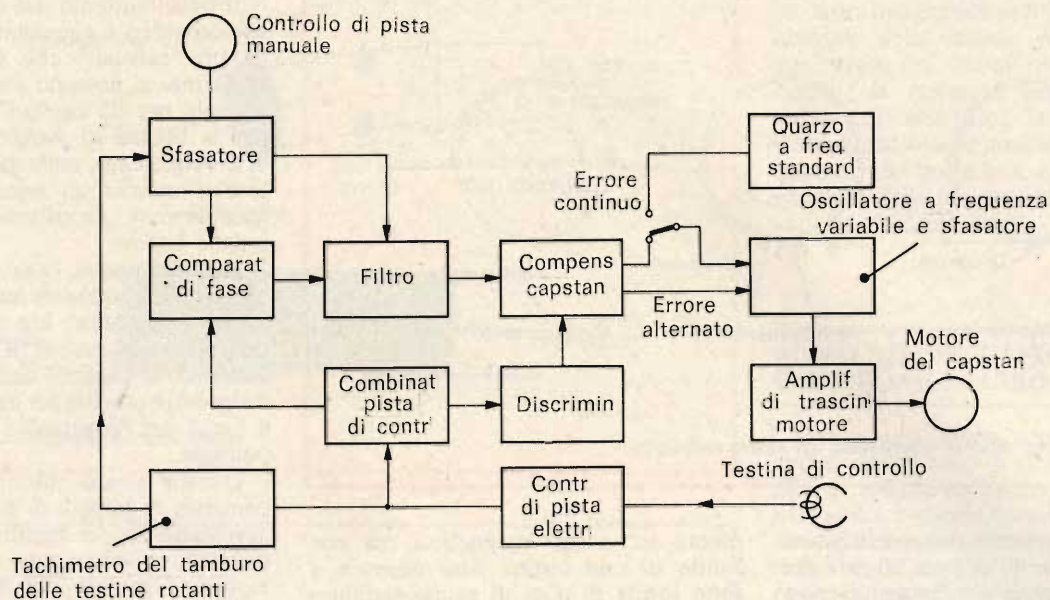 Controllo di pista
manuale
Sfasatore
Quarzo
a freq
standard
Errore
continuo
Oscillatore a frequenza
variabile e sfasatore
Comparat
di fase
Filtro
Compens
capstan
Errore
alternato
Motore
del capstan
Combinat
pista
di contr
Discrimin
Amplif
di trascin
motore
Testina di controllo
Contr
di pista
elettr
Tachimetro del tamburo
delle testine rotanti